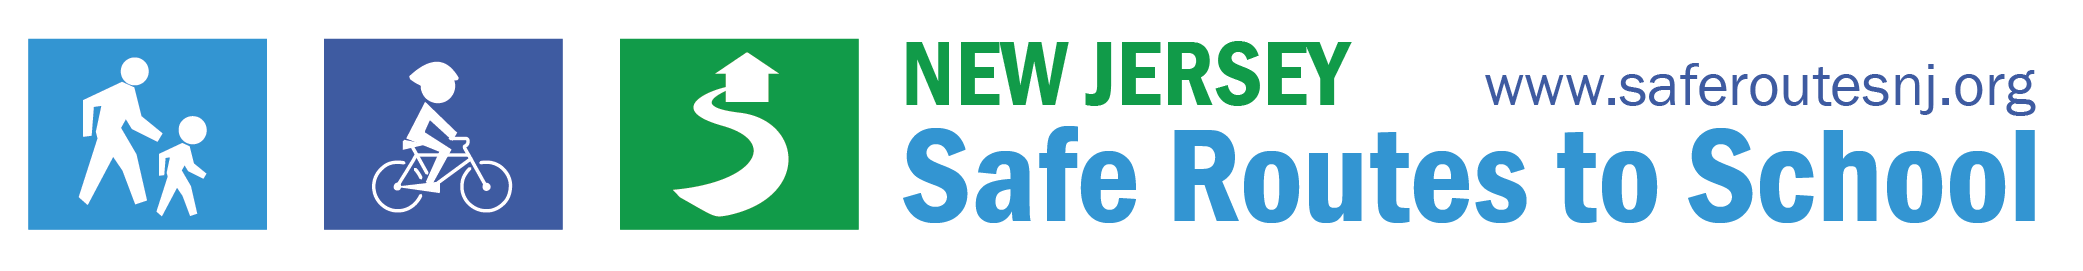 NEW JERSEY
www.saferoutesnj.org
Safe Routes to School